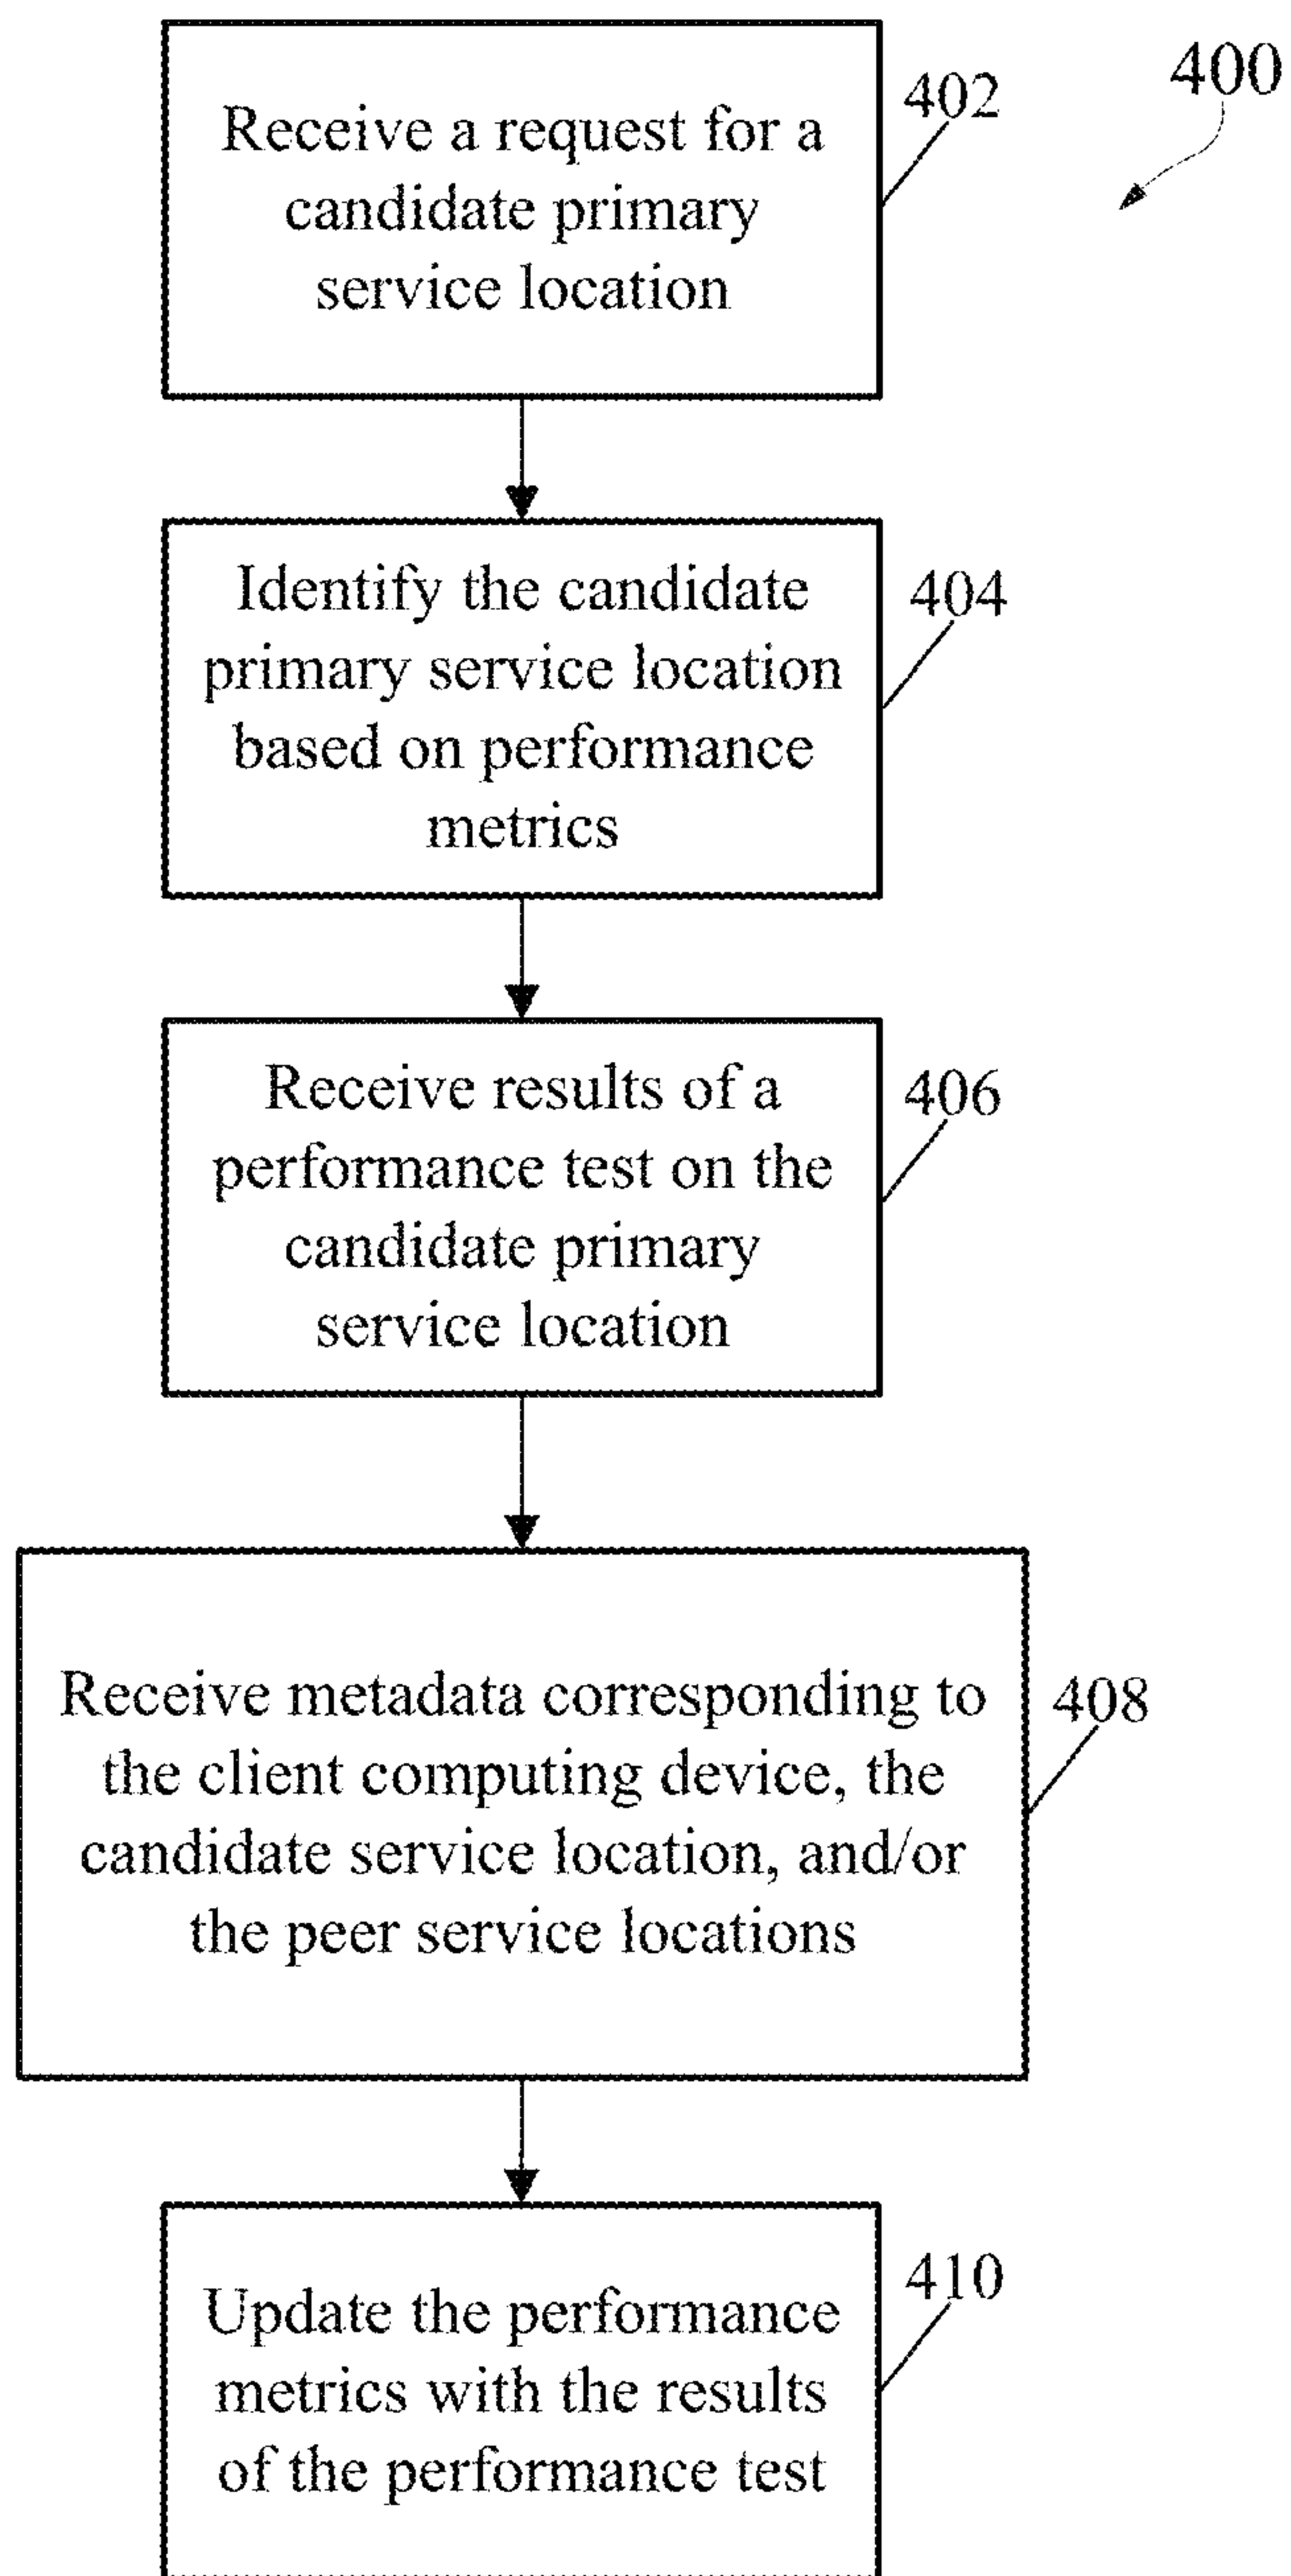 400
402
Receive a request for a
candidate primary
service location
404
Identify the candidate
primary service location
based on performance
metrics
406
Receive results of a
performance test on the
candidate primary
service location
408
Receive metadata corresponding to
the client computing device, the
candidate service location, and/or
the peer service locations
410
Update the performance
metrics with the results
of the performance test